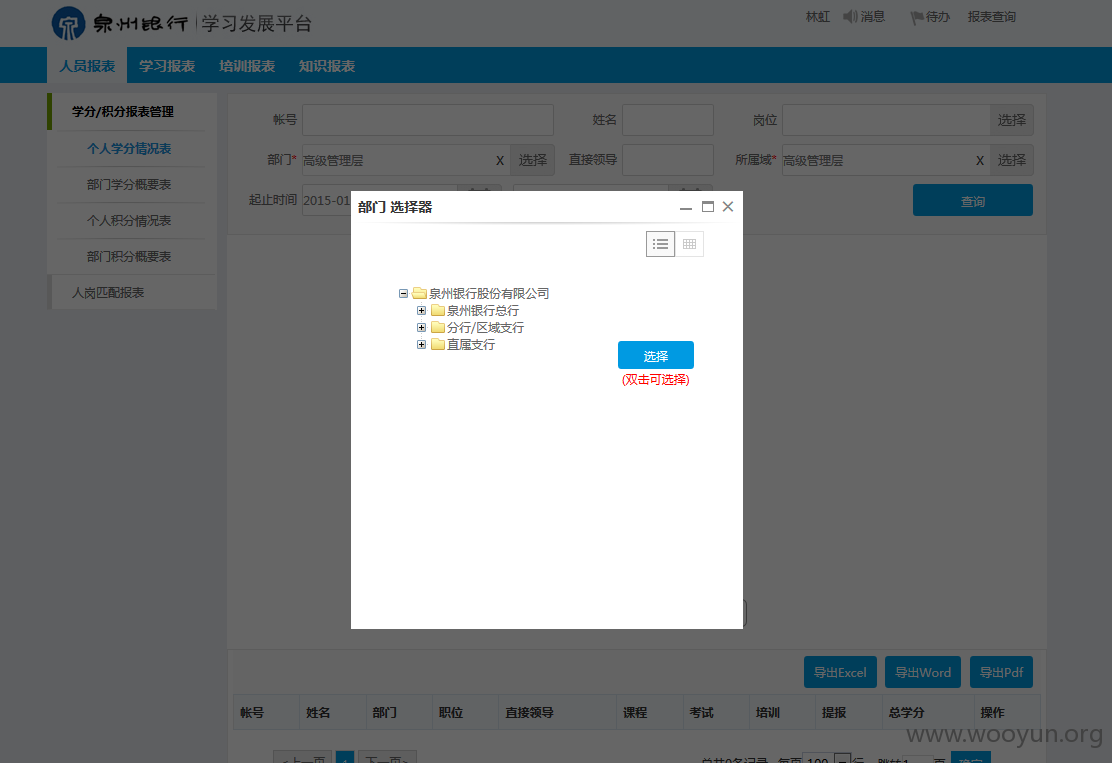 泉州银行 学习发展平台 林虹 消息 待办 报表查询
人员报表 学习报表 培训报表 知识报表
学分/积分报表管理
个人学分情况表
部门学分概要表
个人积分情况表
部门积分概要表
人岗匹配报表
帐号 姓名 岗位 选择
部门* 高级管理层 X 选择 直接领导 所属域* 高级管理层 X 选择
起止时间 2015-01 查询
部门 选择器
泉州银行股份有限公司
泉州银行总行
分行/区域支行
直属支行
选择
(双击可选择)
导出Excel 导出Word 导出Pdf
帐号 姓名 部门 职位 直接领导 课程 考试 培训 提报 总学分 操作
www.wooyun.org
<上一页 1 下一页> 总共0条记录 每页 100 行 跳转1 页 确定